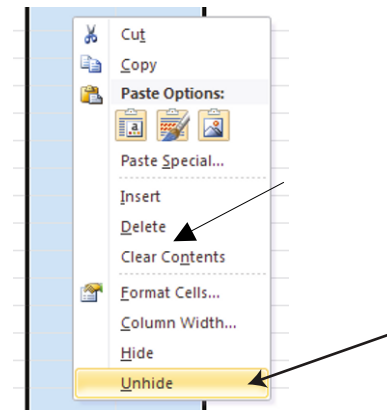 Cut
Copy
Paste Options:
a
Paste Special...
Insert
Delete
Clear Contents
Format Cells...
Column Width...
Hide
Unhide